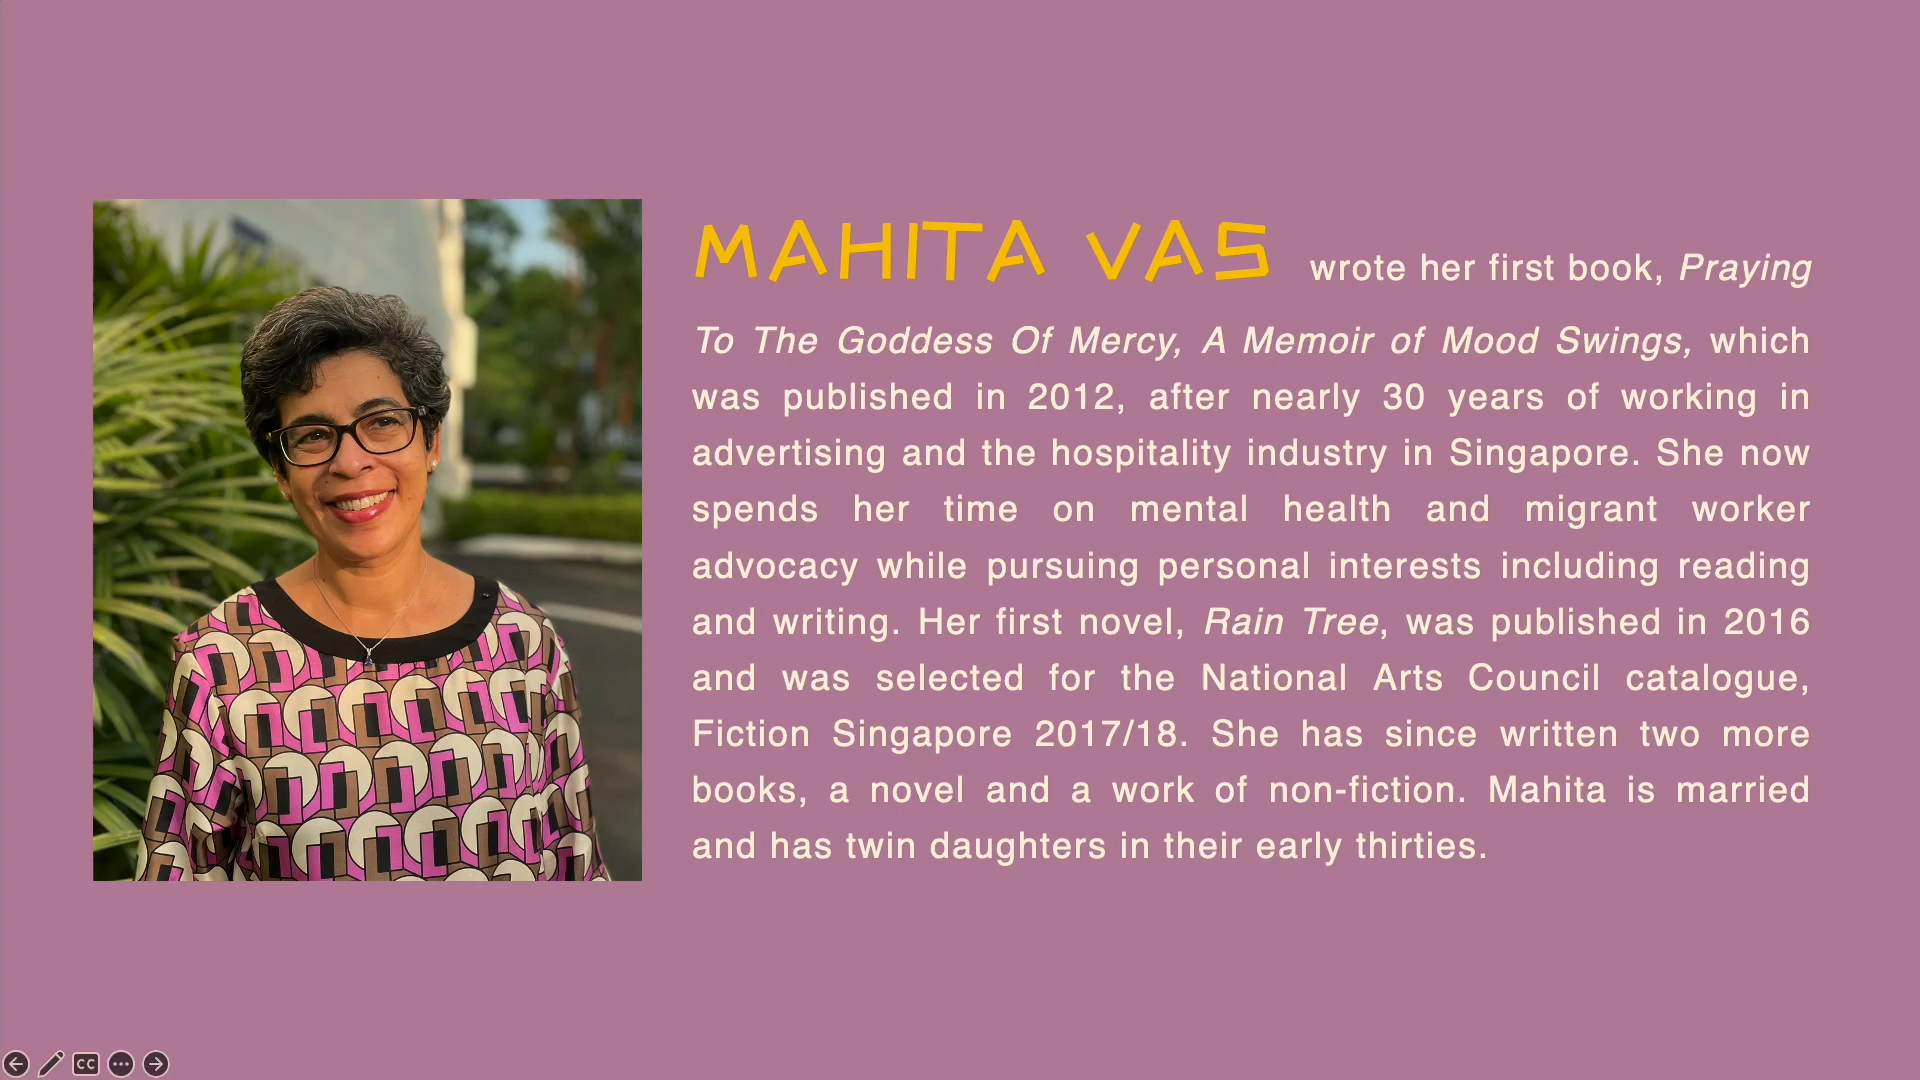 MAHITA VAS wrote her first book, Praying
To The Goddess Of Mercy, A Memoir of Mood Swings, which
was published in 2012, after nearly 30 years of working in
advertising and the hospitality industry in Singapore. She now
spends her time on mental health and migrant worker
advocacy while pursuing personal interests including reading
and writing. Her first novel, Rain Tree, was published in 2016
and was selected for the National Arts Council catalogue,
Fiction Singapore 2017/18. She has since written two more
books, a novel and a work of non-fiction. Mahita is married
and has twin daughters in their early thirties.
CC